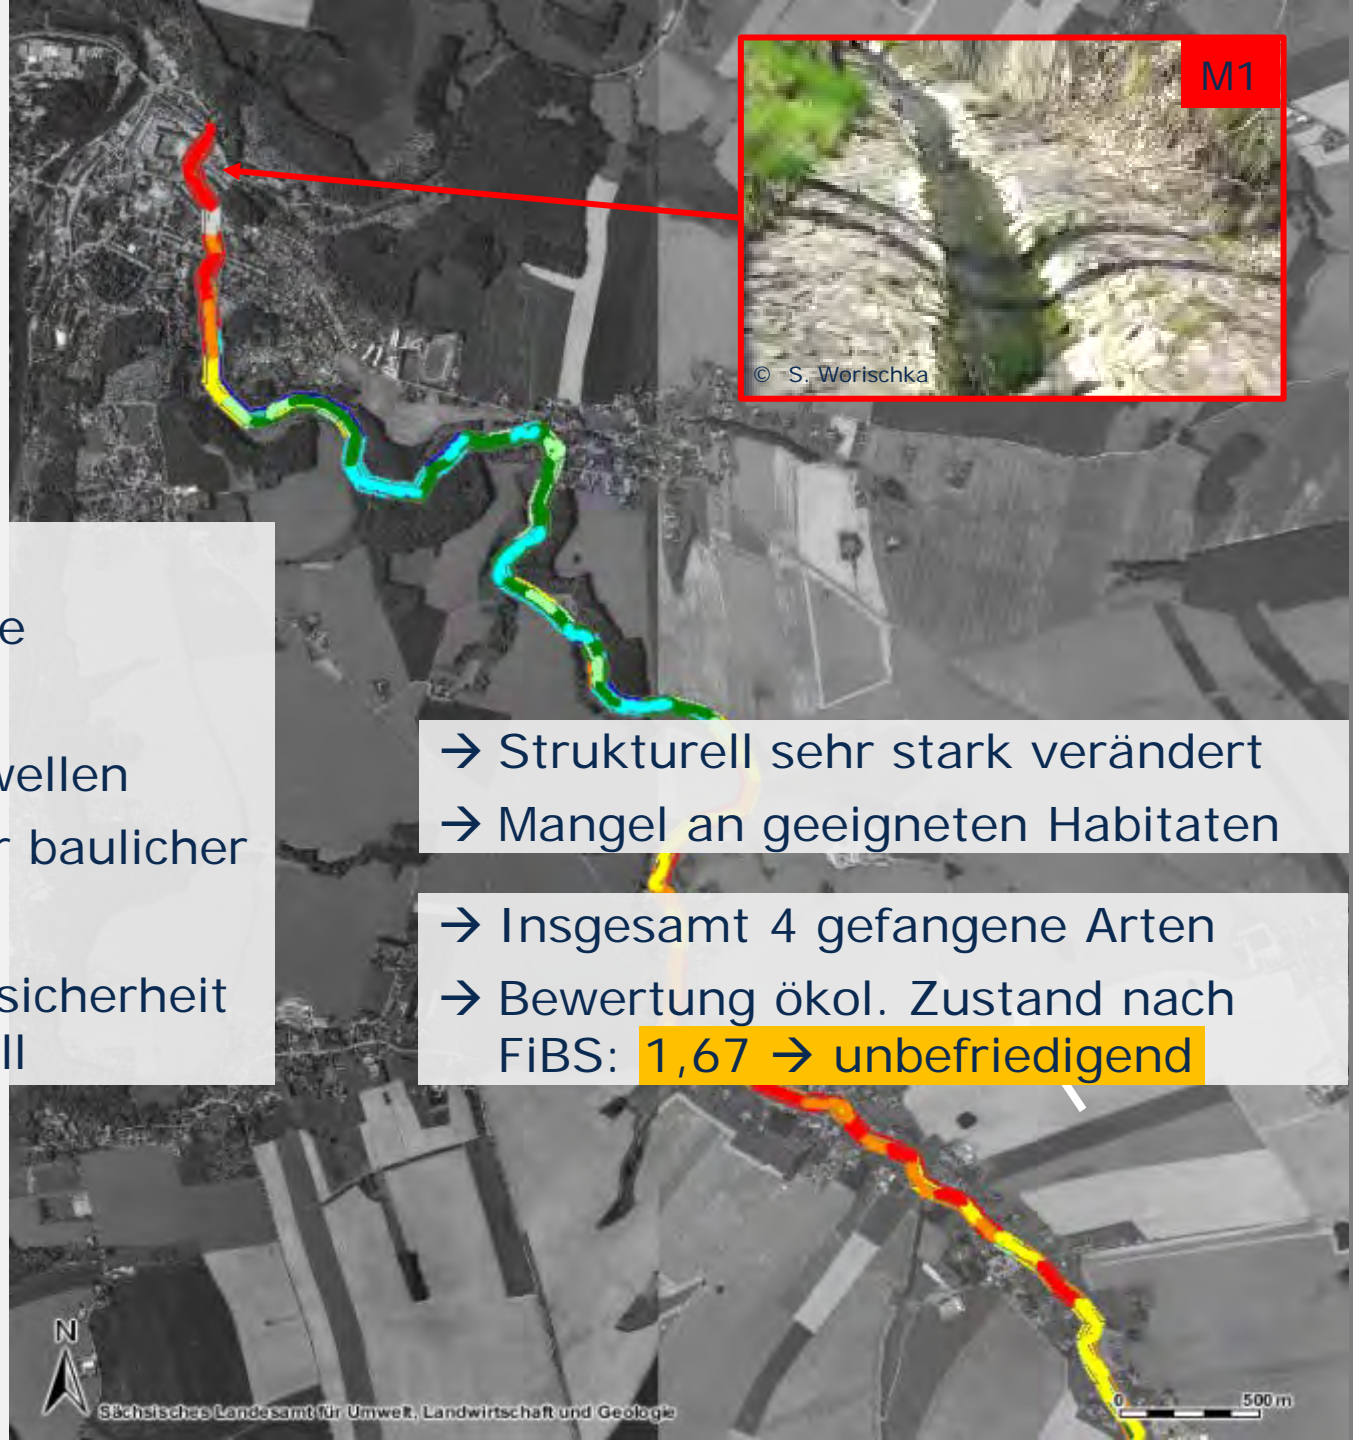 M1
© S. Worischka
e
wellen
r baulicher
sicherheit
ll
→ Strukturell sehr stark verändert
→ Mangel an geeigneten Habitaten
→ Insgesamt 4 gefangene Arten
→ Bewertung ökol. Zustand nach
FiBS: 1,67 → unbefriedigend
N
Sächsisches Landesamt für Umwelt, Landwirtschaft und Geologie
0 500 m